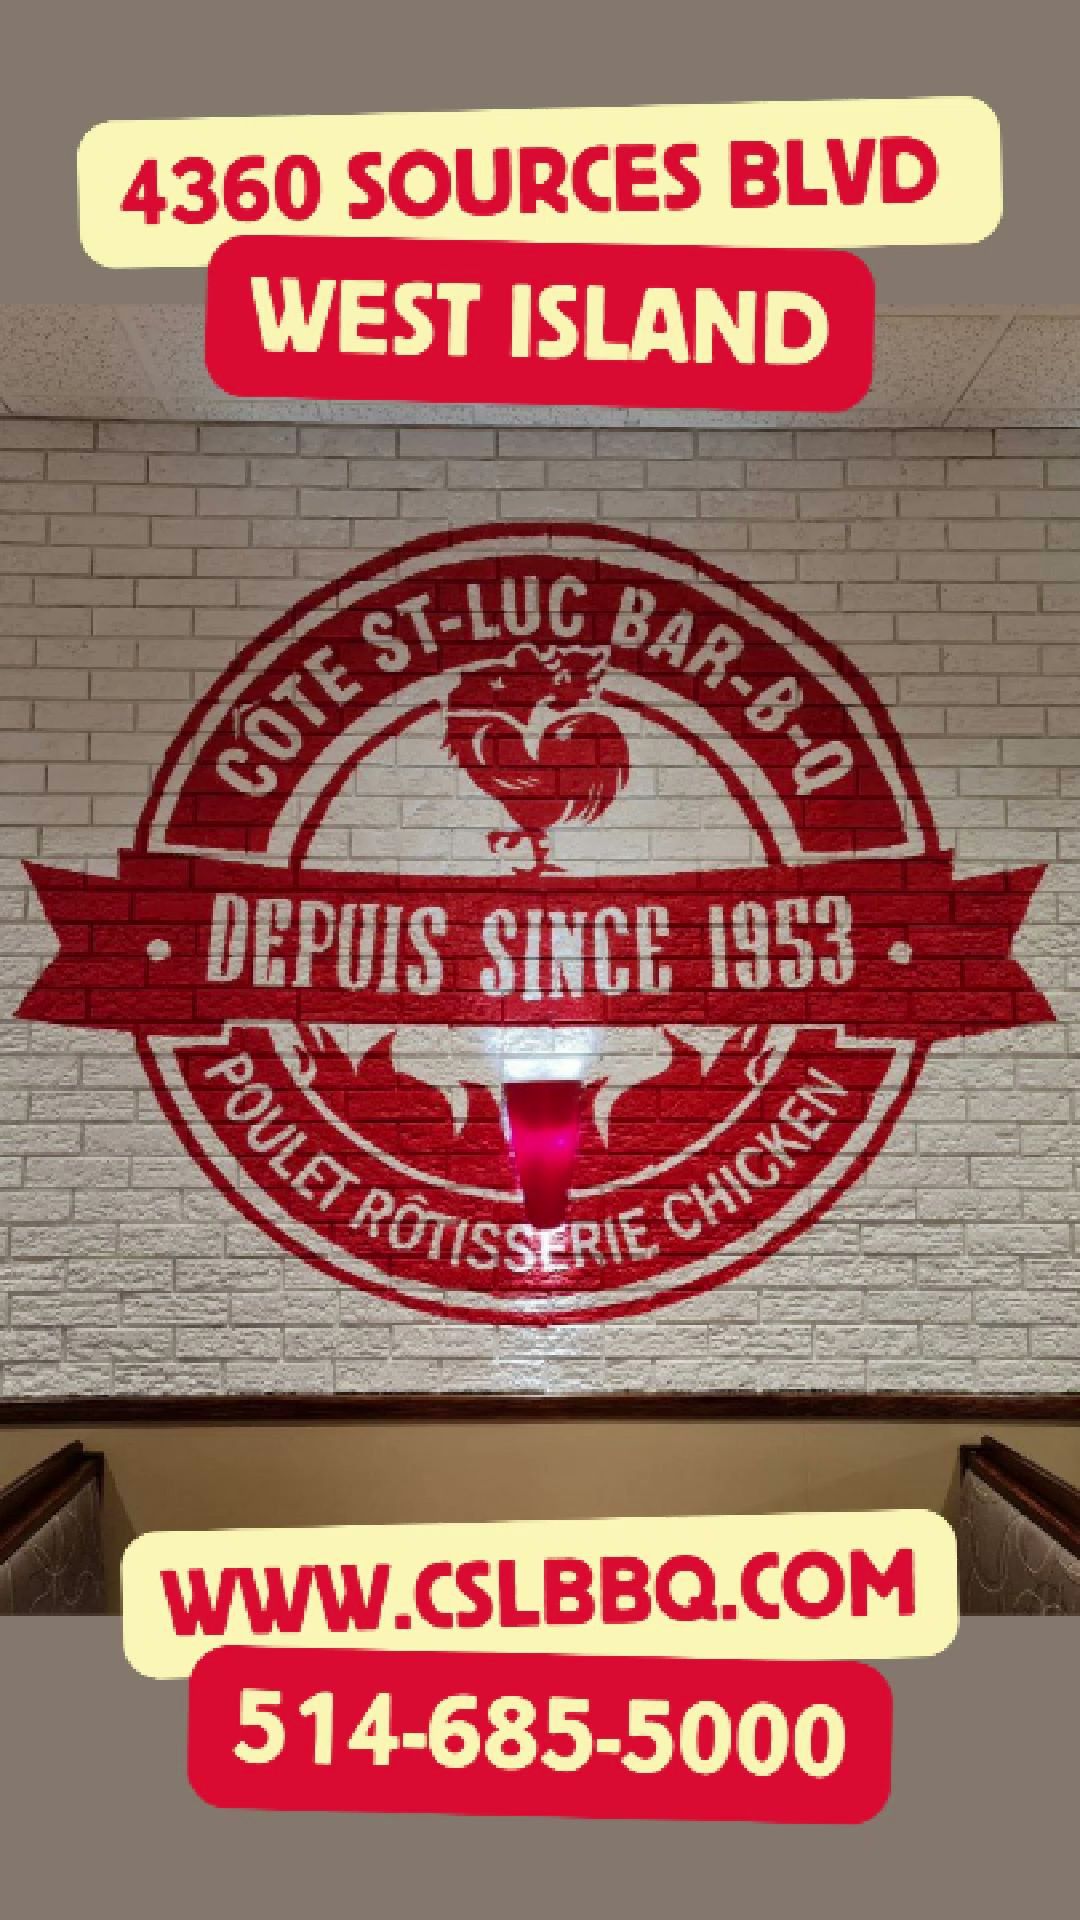 4360 SOURCES BLVD
WEST ISLAND
CÔTE ST-LUC BAR-B-Q
DEPUIS SINCE 1953
POULET RÔTISSERIE CHICKEN
WWW.CSLBBQ.COM
514-685-5000